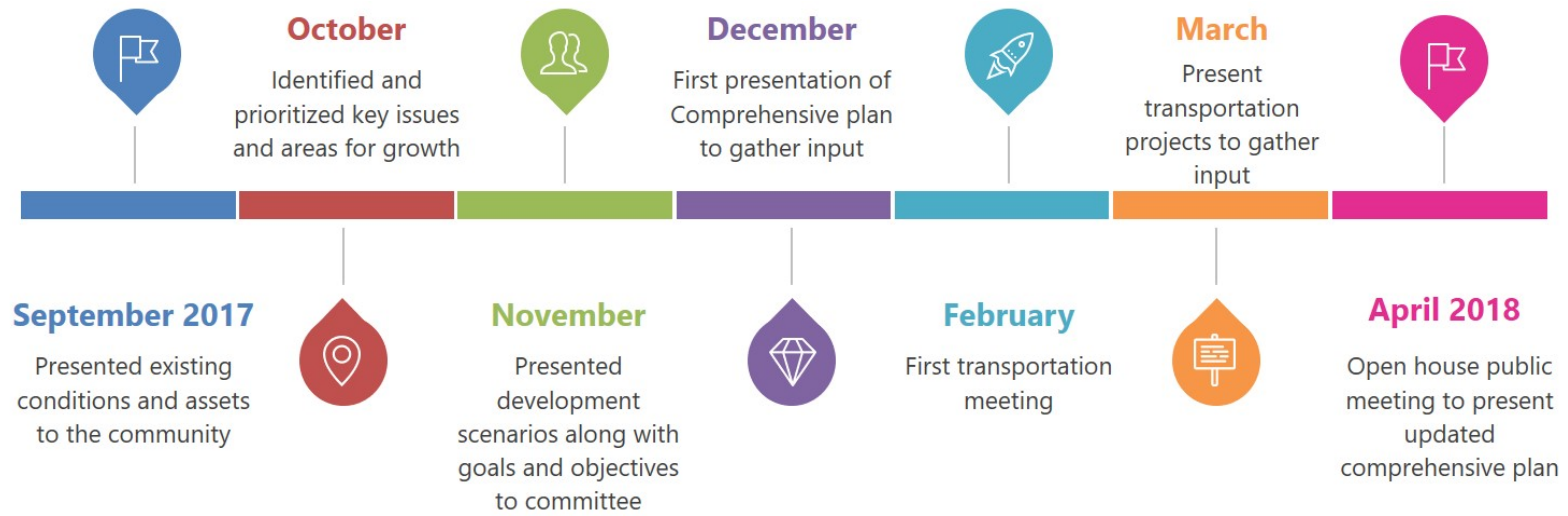 October
Identified and
prioritized key issues
and areas for growth
December
First presentation of
Comprehensive plan
to gather input
March
Present
transportation
projects to gather
input
September 2017
Presented existing
conditions and assets
to the community
November
Presented
development
scenarios along with
goals and objectives
to committee
February
First transportation
meeting
April 2018
Open house public
meeting to present
updated
comprehensive plan